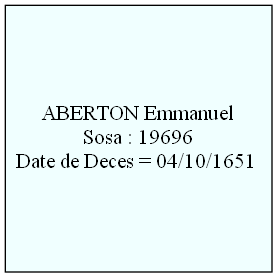 ABERTON Emmanuel
Sosa : 19696
Date de Deces = 04/10/1651